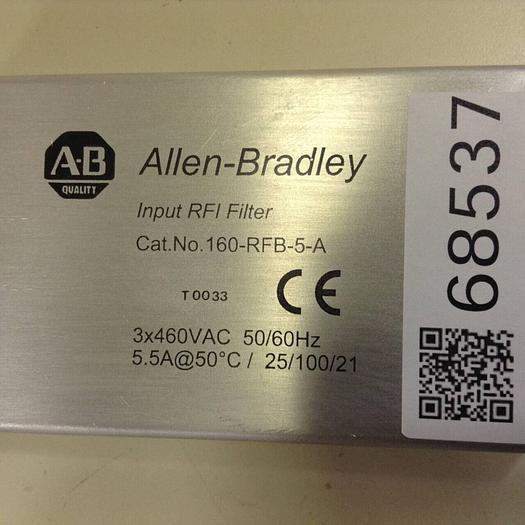 A-B
QUALITY
Allen-Bradley
Input RFI Filter
Cat.No.160-RFB-5-A
T0033
CE
3x460VAC 50/60Hz
5.5A@50°C / 25/100/21
68537